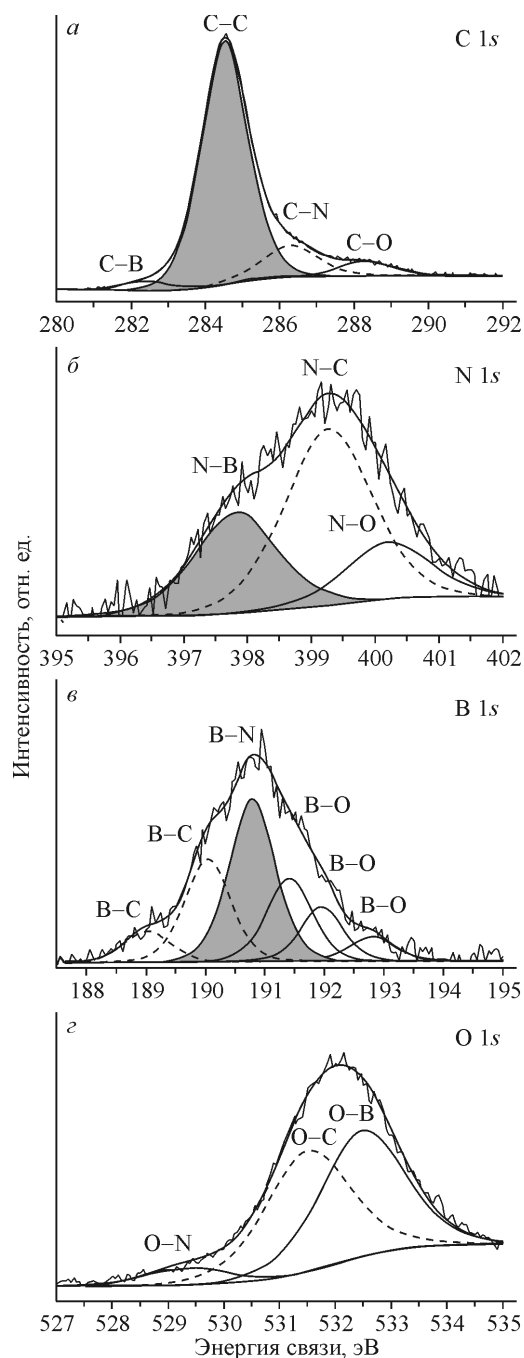 а
C–C
C 1s
C–N
C–B
C–O
280 282 284 286 288 290 292
б
N–C
N 1s
N–B
N–O
395 396 397 398 399 400 401 402
Интенсивность, отн. ед.
в
B–N
B 1s
B–O
B–C
B–O
B–C
B–O
188 189 190 191 192 193 194 195
г
O 1s
O–B
O–C
O–N
527 528 529 530 531 532 533 534 535
Энергия связи, эВ